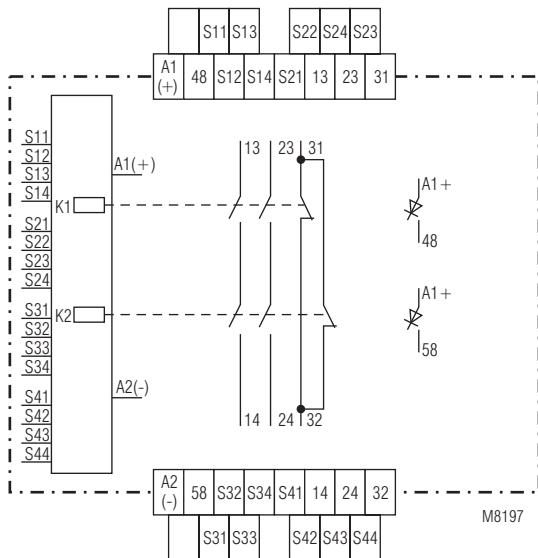 S11 S13 S22 S24 S23
A1 (+) 48 S12 S14 S21 13 23 31
S11
S12
S13
S14
A1(+)
K1
S21
S22
S23
S24
S31
K2
S32
S33
S34
A2(-)
S41
S42
S43
S44
13 23 31
14 24 32
A1+
48
A1+
58
A2 (-) 58 S32 S34 S41 14 24 32
S31 S33 S42 S43 S44
M8197